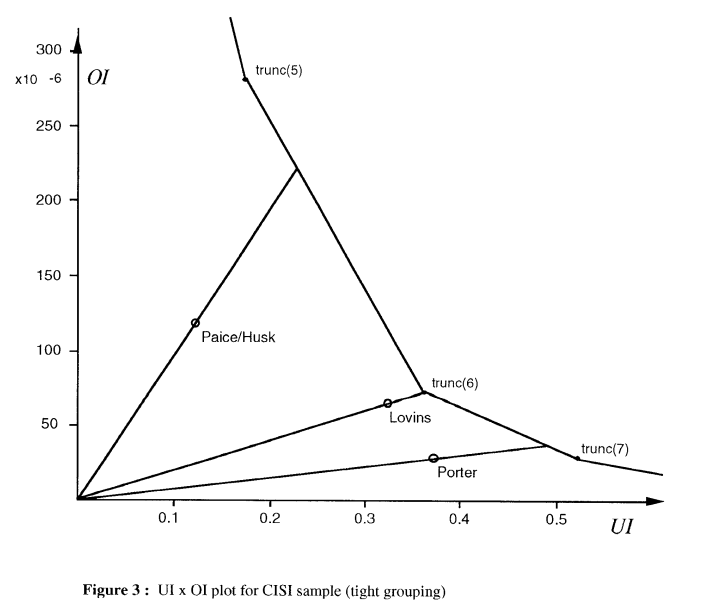 300
x10 -6 OI
trunc(5)
250
200
150
Paice/Husk
100
trunc(6)
Lovins
50
trunc(7)
Porter
0.1 0.2 0.3 0.4 0.5
UI
Figure 3 : UI x OI plot for CISI sample (tight grouping)